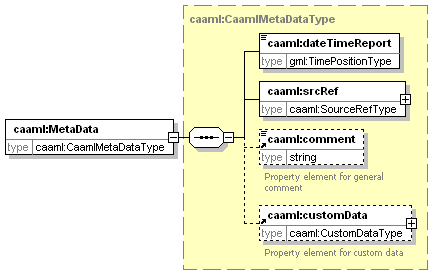 caaml:CaamlMetaDataType
caaml:dateTimeReport
type gml:TimePositionType
caaml:srcRef
type caaml:SourceRefType
caaml:MetaData
type caaml:CaamlMetaDataType
caaml:comment
type string
Property element for general
comment
caaml:customData
type caaml:CustomDataType
Property element for custom data